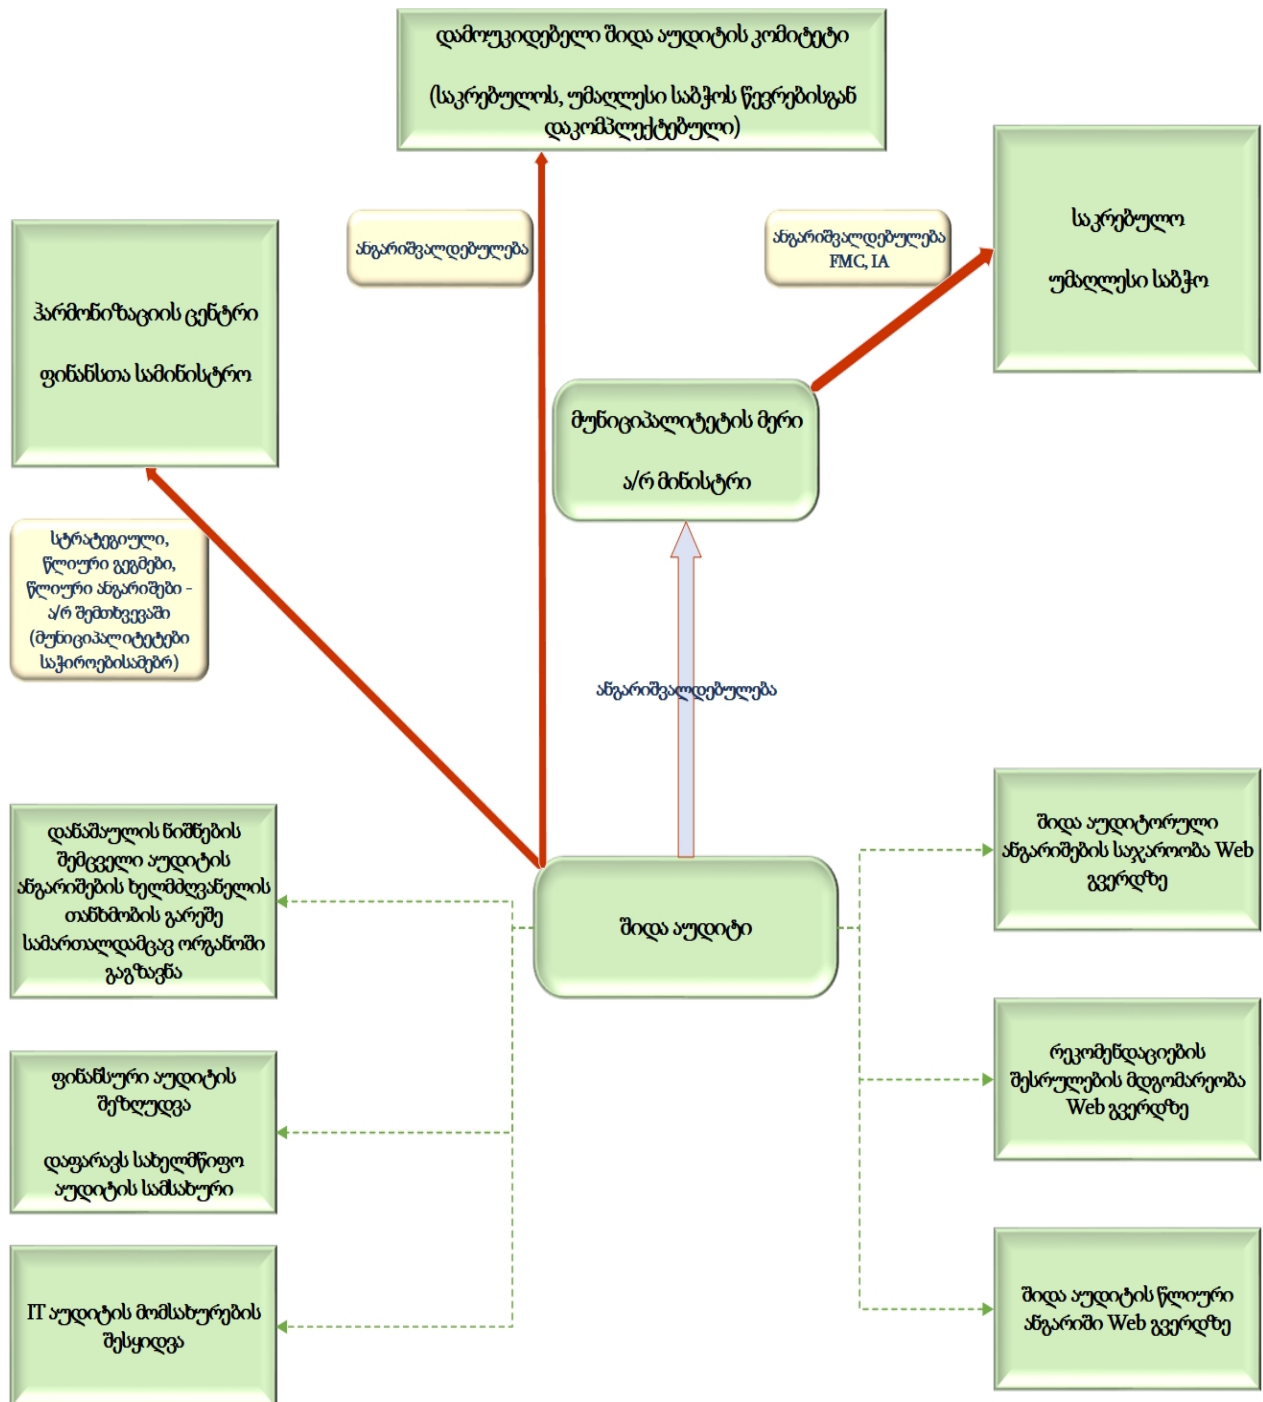 დამოუკიდებელი შიდა აუდიტის კომიტეტი
(საკრებულოს, უმაღლესი საბჭოს წევრებისგან
დაკომპლექტებული)
ანგარიშვალდებულება
ანგარიშვალდებულება
FMC, IA
საკრებულო
უმაღლესი საბჭო
ჰარმონიზაციის ცენტრი
ფინანსთა სამინისტრო
მუნიციპალიტეტის მერი
ა/რ მინისტრი
სტრატეგიული,
წლიური გეგმები,
წლიური ანგარიშები -
ა/რ შემთხვევაში
(მუნიციპალიტეტები
საჭიროებისამებრ)
ანგარიშვალდებულება
დანაშაულის ნიშნების
შემცველი აუდიტის
ანგარიშების ხელმძღვანელის
თანხმობის გარეშე
სამართალდამცავ ორგანოში
გაგზავნა
შიდა აუდიტი
შიდა აუდიტორული
ანგარიშების საჯაროობა Web
გვერდზე
ფინანსური აუდიტის
შეზღუდვა
დაფარავს სახელმწიფო
აუდიტის სამსახური
რეკომენდაციების
შესრულების მდგომარეობა
Web გვერდზე
IT აუდიტის მომსახურების
შესყიდვა
შიდა აუდიტის წლიური
ანგარიში Web გვერდზე